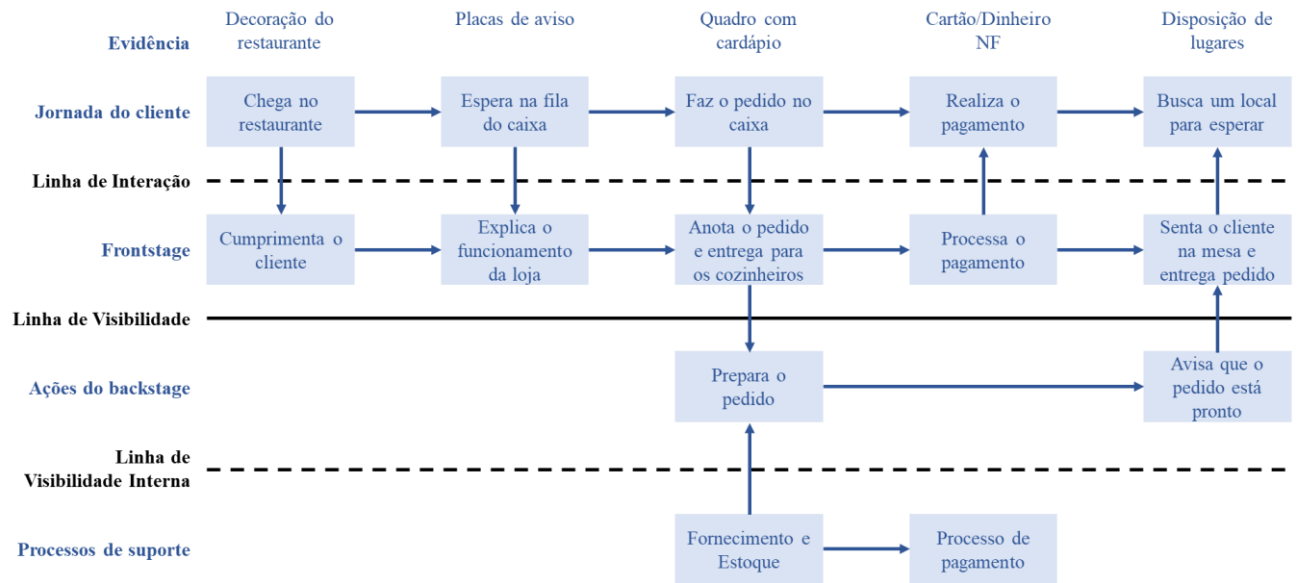 Evidência
Decoração do
restaurante
Placas de aviso
Quadro com
cardápio
Cartão/Dinheiro
NF
Disposição de
lugares
Jornada do cliente
Chega no
restaurante
Espera na fila
do caixa
Faz o pedido no
caixa
Realiza o
pagamento
Busca um local
para esperar
Linha de Interação
Frontstage
Cumprimenta o
cliente
Explica o
funcionamento
da loja
Anota o pedido
e entrega para
os cozinheiros
Processa o
pagamento
Senta o cliente
na mesa e
entrega pedido
Linha de Visibilidade
Ações do backstage
Prepara o
pedido
Avisa que o
pedido está
pronto
Linha de
Visibilidade Interna
Processos de suporte
Fornecimento e
Estoque
Processo de
pagamento